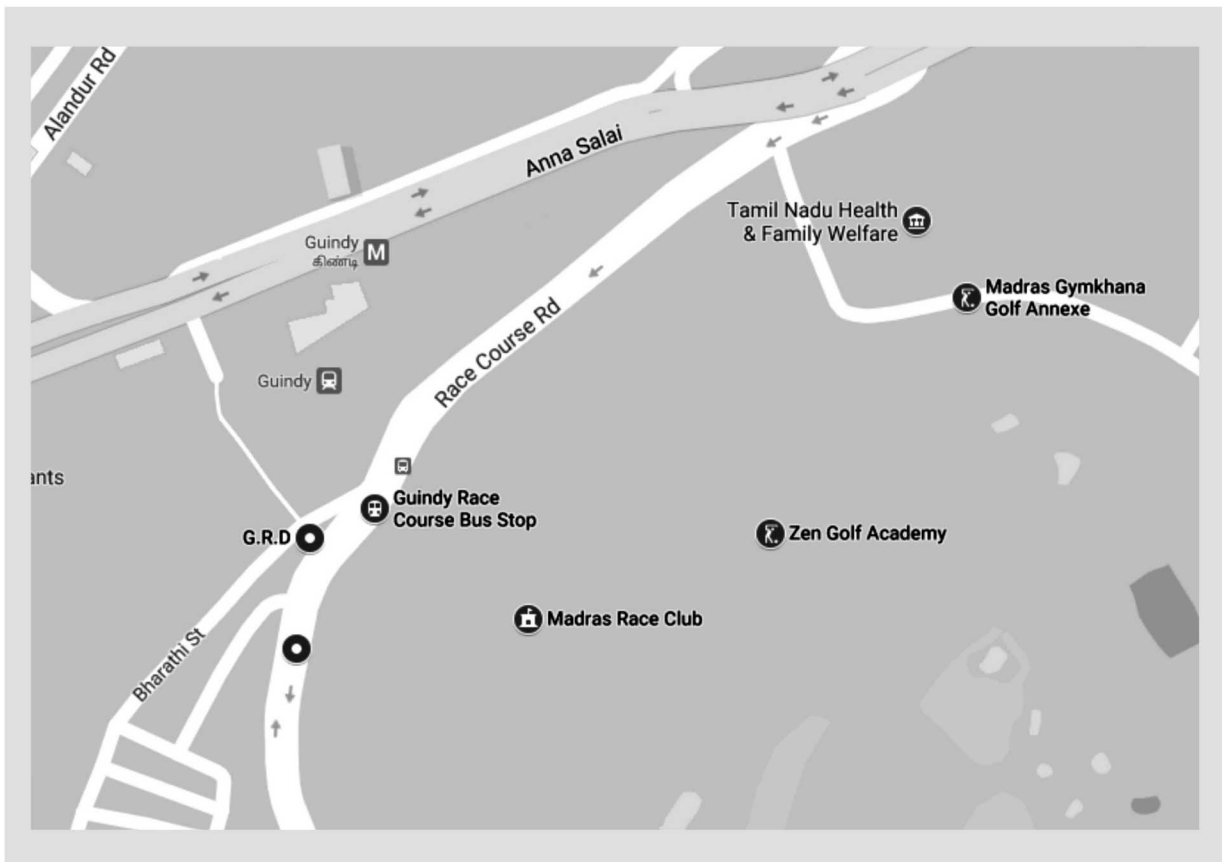 Alandur Rd
Anna Salai
Tamil Nadu Health
& Family Welfare
Guindy
கிண்டி
M
Madras Gymkhana
Golf Annexe
Race Course Rd
Guindy
ants
Guindy Race
Course Bus Stop
G.R.D
Zen Golf Academy
Madras Race Club
Bharathi St